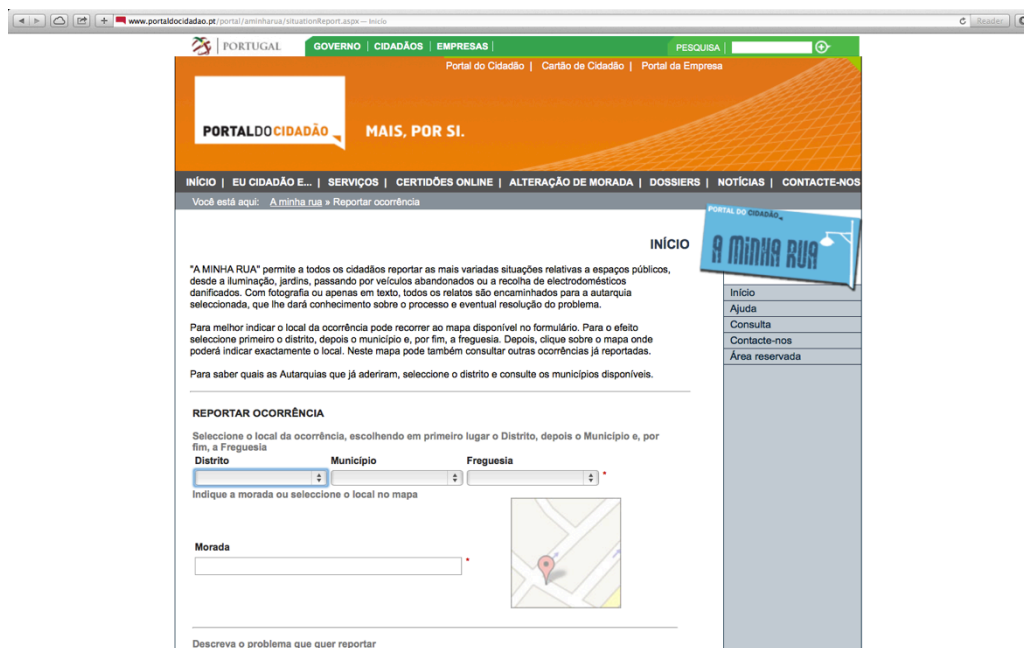 www.portaldocidadao.pt/portal/aminharua/situationReport.aspx — Inicio
Reader
PORTUGAL
GOVERNO | CIDADÃOS | EMPRESAS |
PESQUISA |
Portal do Cidadão | Cartão de Cidadão | Portal da Empresa
PORTALDOCIDADÃO
MAIS, POR SI.
INÍCIO | EU CIDADÃO E... | SERVIÇOS | CERTIDÕES ONLINE | ALTERAÇÃO DE MORADA | DOSSIERS | NOTÍCIAS | CONTACTE-NOS
Você está aqui: A minha rua » Reportar ocorrência
PORTAL DO CIDADÃO
A MINHA RUA
INÍCIO
"A MINHA RUA" permite a todos os cidadãos reportar as mais variadas situações relativas a espaços públicos,
desde a iluminação, jardins, passando por veículos abandonados ou a recolha de electrodomésticos
danificados. Com fotografia ou apenas em texto, todos os relatos são encaminhados para a autarquia
seleccionada, que lhe dará conhecimento sobre o processo e eventual resolução do problema.
Para melhor indicar o local da ocorrência pode recorrer ao mapa disponível no formulário. Para o efeito
seleccione primeiro o distrito, depois o município e, por fim, a freguesia. Depois, clique sobre o mapa onde
poderá indicar exactamente o local. Neste mapa pode também consultar outras ocorrências já reportadas.
Para saber quais as Autarquias que já aderiram, seleccione o distrito e consulte os municípios disponíveis.
Início
Ajuda
Consulta
Contacte-nos
Área reservada
REPORTAR OCORRÊNCIA
Seleccione o local da ocorrência, escolhendo em primeiro lugar o Distrito, depois o Município e, por
fim, a Freguesia
Distrito Município Freguesia
*
Indique a morada ou seleccione o local no mapa
Morada
*
Descreva o problema que quer reportar